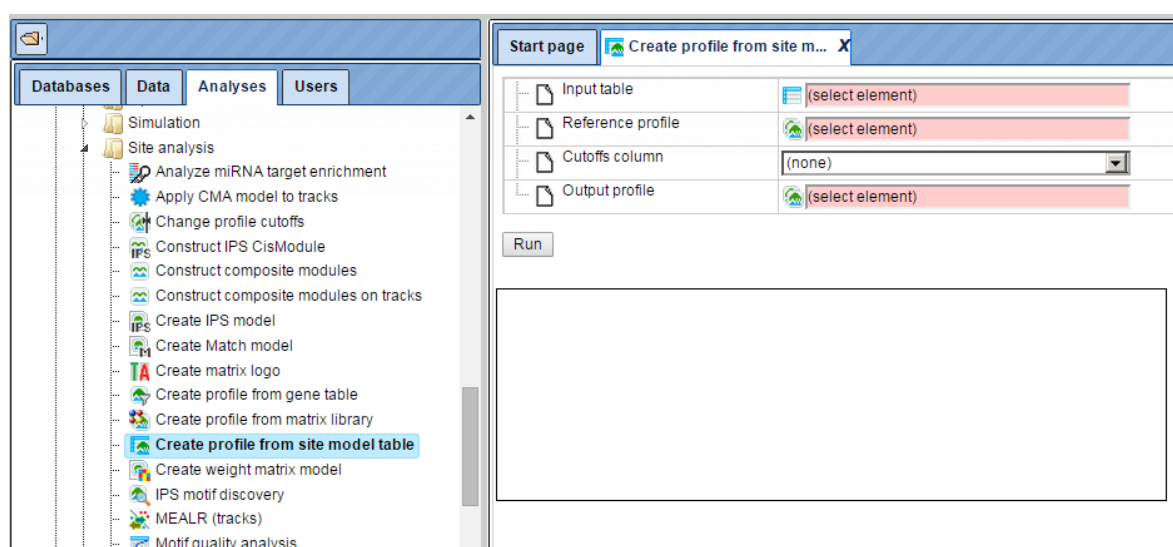 Databases
Data
Analyses
Users
Simulation
Site analysis
Analyze miRNA target enrichment
Apply CMA model to tracks
Change profile cutoffs
IPS Construct IPS CisModule
Construct composite modules
Construct composite modules on tracks
IPS Create IPS model
M Create Match model
TA Create matrix logo
Create profile from gene table
Create profile from matrix library
Create profile from site model table
Create weight matrix model
IPS motif discovery
MEALR (tracks)
Motif quality analysis
Start page
Create profile from site m... X
Input table
(select element)
Reference profile
(select element)
Cutoffs column
(none)
Output profile
(select element)
Run